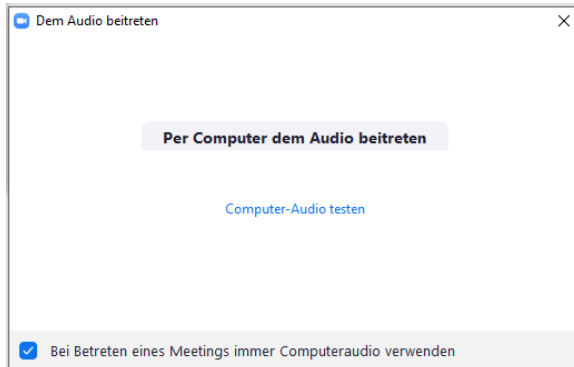 Dem Audio beitreten
Per Computer dem Audio beitreten
Computer-Audio testen
Bei Betreten eines Meetings immer Computeraudio verwenden